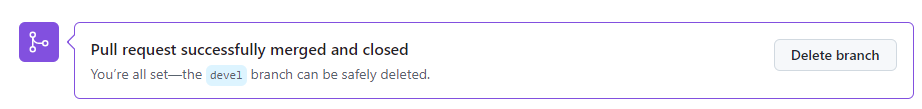 Pull request successfully merged and closed
Delete branch
You’re all set—the devel branch can be safely deleted.